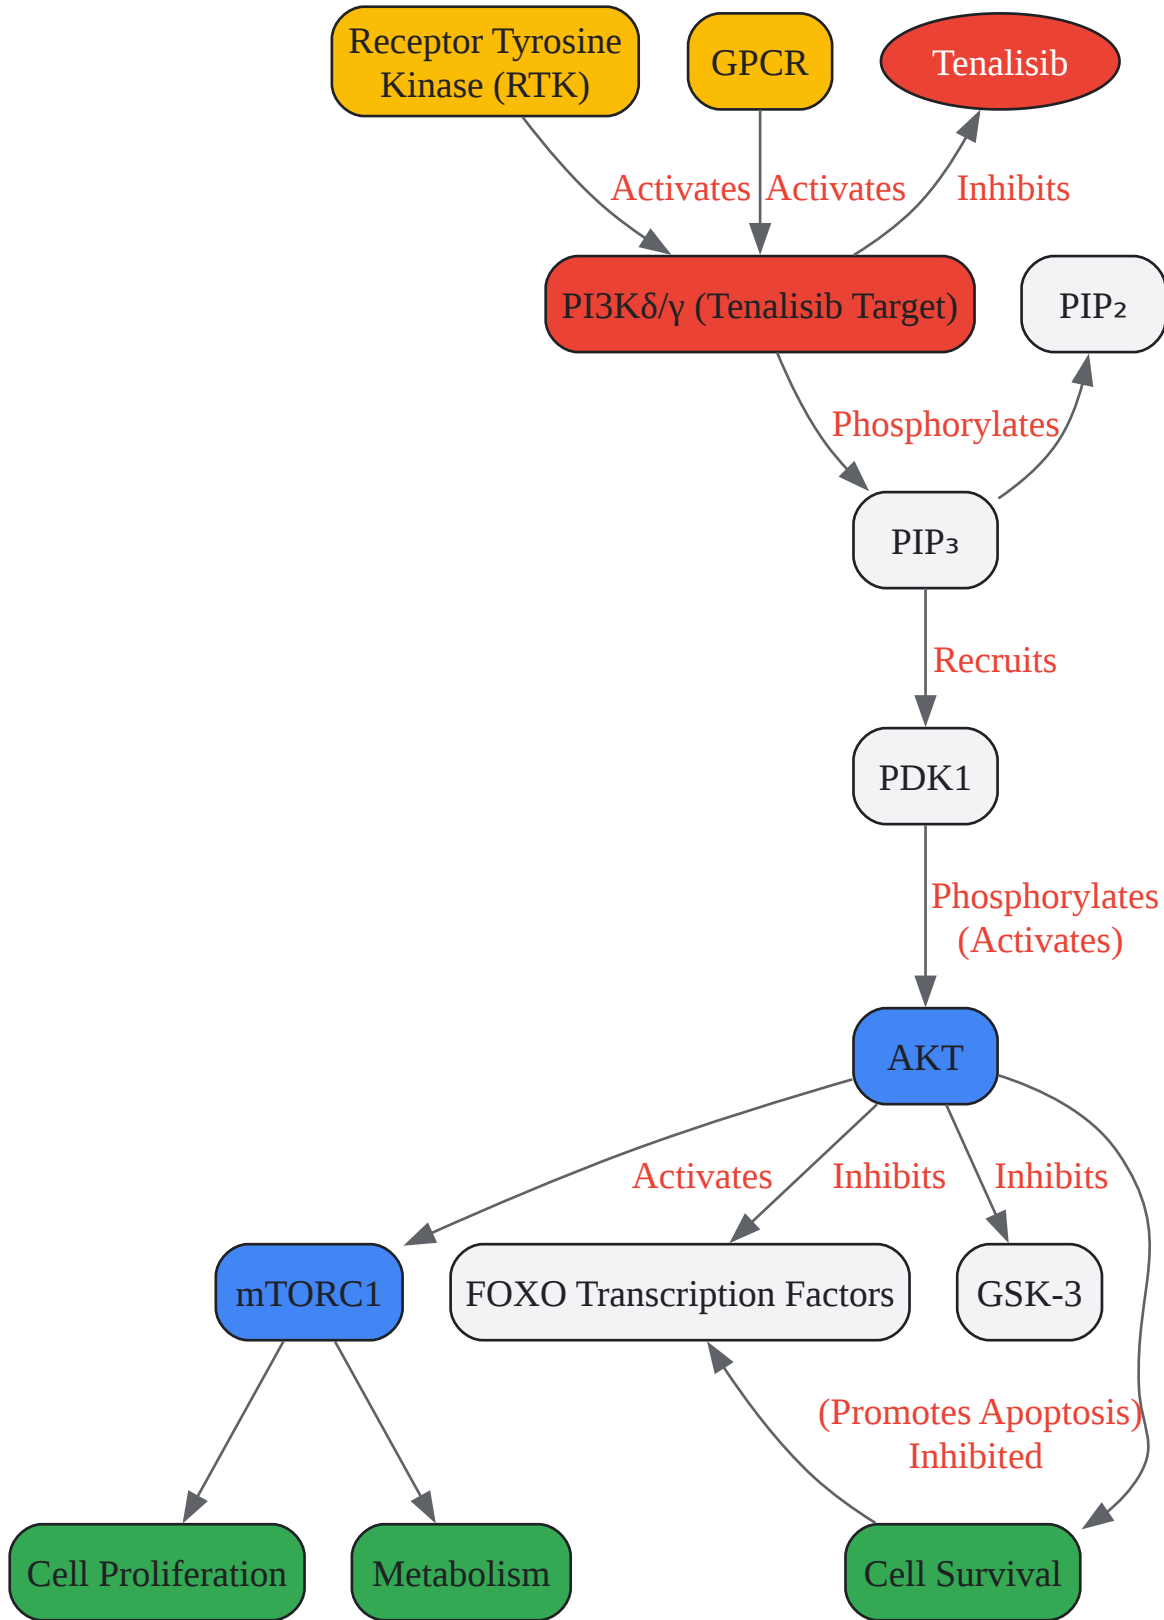 Receptor Tyrosine
Kinase (RTK)
GPCR
Tenalisib
Activates
Activates
Inhibits
PI3Kδ/γ (Tenalisib Target)
PIP₂
Phosphorylates
PIP₃
Recruits
PDK1
Phosphorylates
(Activates)
AKT
Activates
Inhibits
Inhibits
mTORC1
FOXO Transcription Factors
GSK-3
(Promotes Apoptosis)
Inhibited
Cell Proliferation
Metabolism
Cell Survival